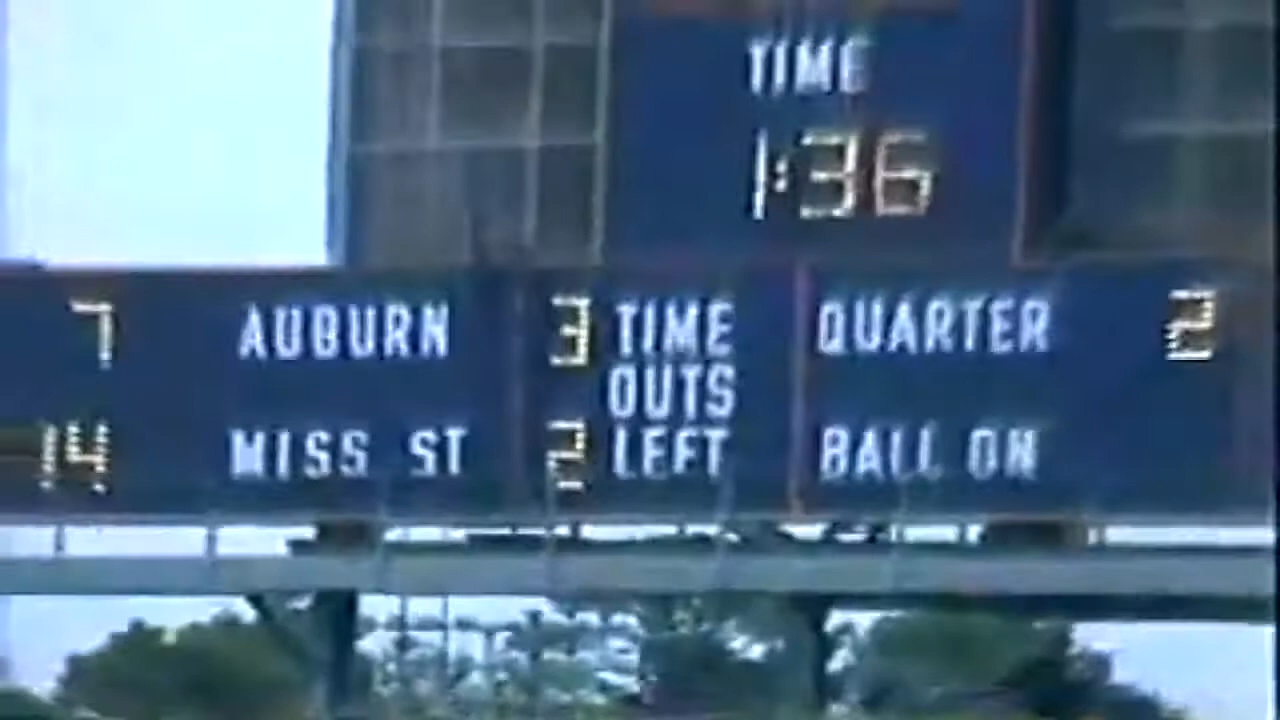 TIME
1:36
7 AUBURN 3 TIME QUARTER 2
OUTS
14 MISS ST 2 LEFT BALL ON